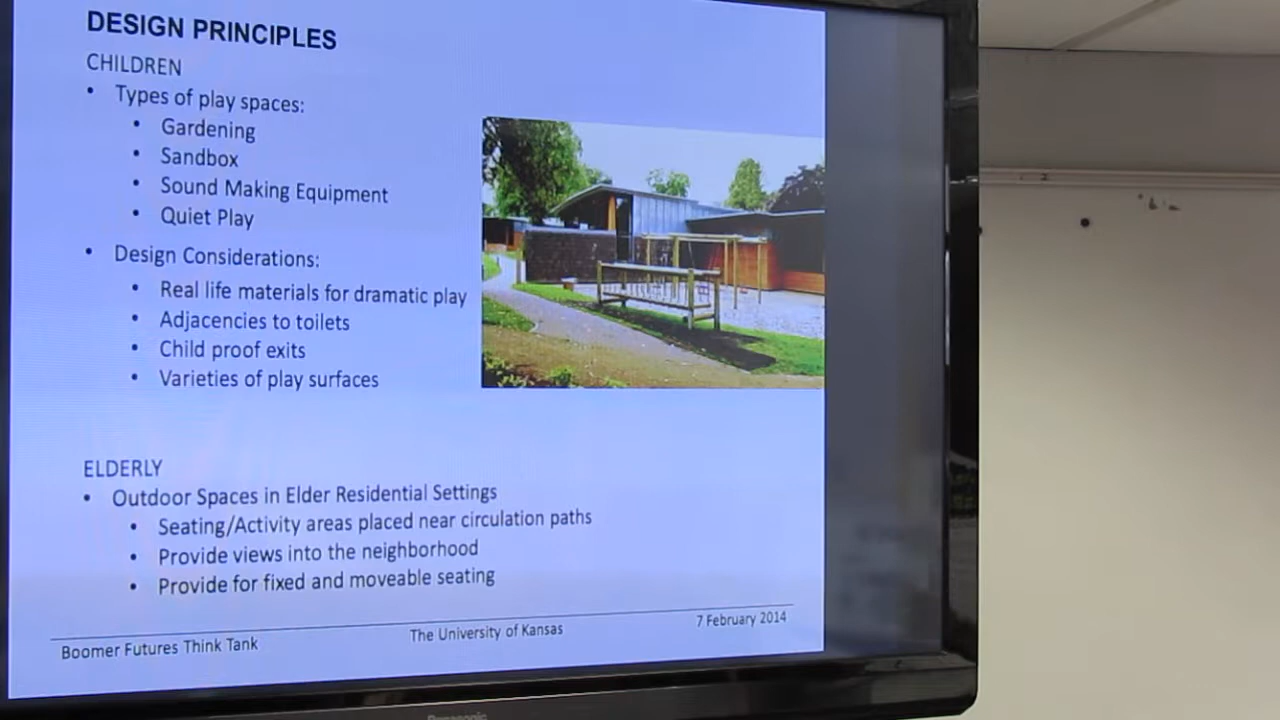 DESIGN PRINCIPLES
CHILDREN
• Types of play spaces:
• Gardening
• Sandbox
• Sound Making Equipment
• Quiet Play
• Design Considerations:
• Real life materials for dramatic play
• Adjacencies to toilets
• Child proof exits
• Varieties of play surfaces
ELDERLY
• Outdoor Spaces in Elder Residential Settings
• Seating/Activity areas placed near circulation paths
• Provide views into the neighborhood
• Provide for fixed and moveable seating
Boomer Futures Think Tank
The University of Kansas
7 February 2014
Panasonic